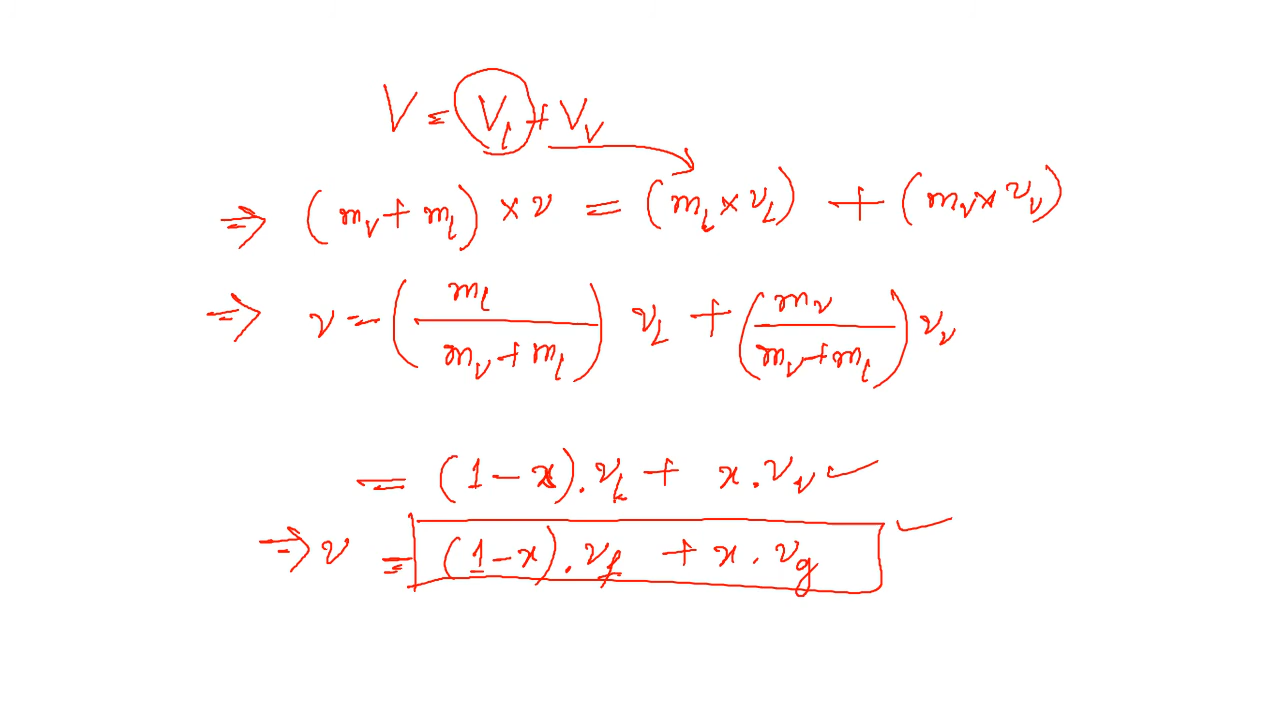 V = V_l + V_v
⇒ (m_v + m_l) × v = (m_l × v_L) + (m_v × v_v)
⇒ v = (m_l / (m_v + m_l)) v_L + (m_v / (m_v + m_l)) v_v
= (1 - x) . v_l + x . v_v ✓
⇒ v = (1 - x) . v_f + x . v_g ✓